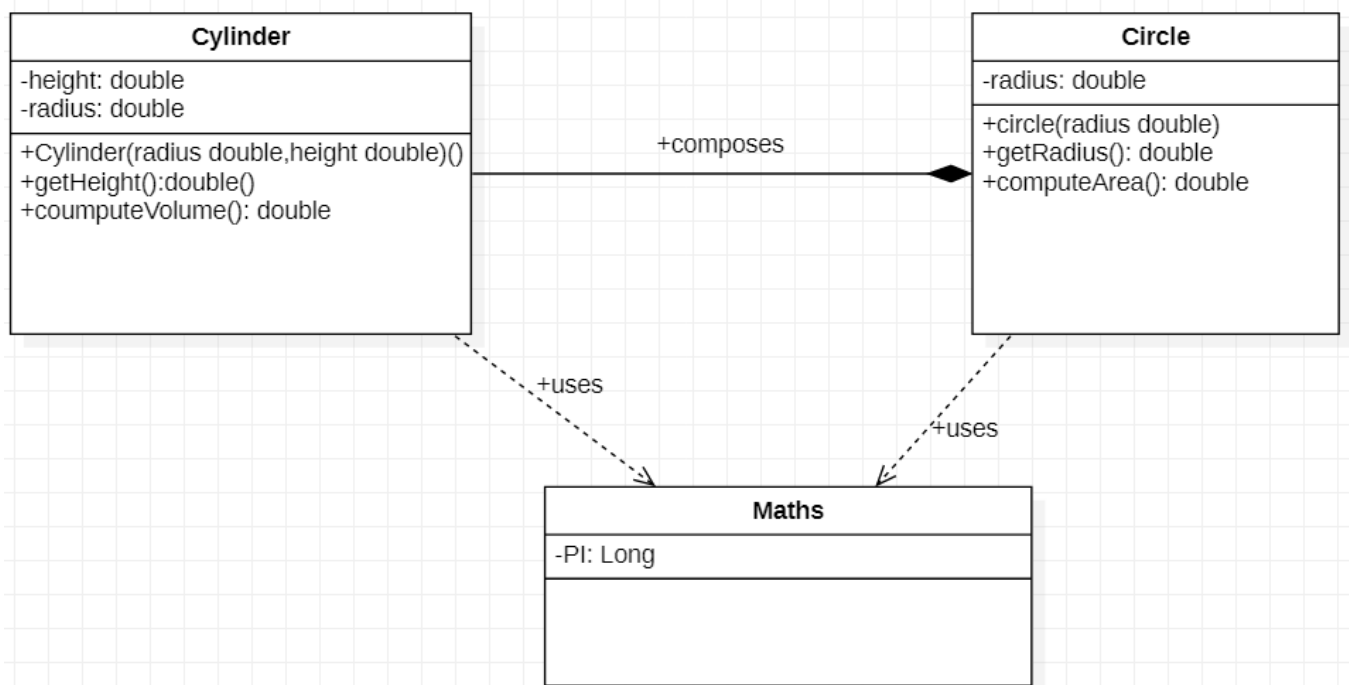 Cylinder
-height: double
-radius: double
+Cylinder(radius double,height double)()
+getHeight():double()
+coumputeVolume(): double
+composes
Circle
-radius: double
+circle(radius double)
+getRadius(): double
+computeArea(): double
+uses
+uses
Maths
-PI: Long